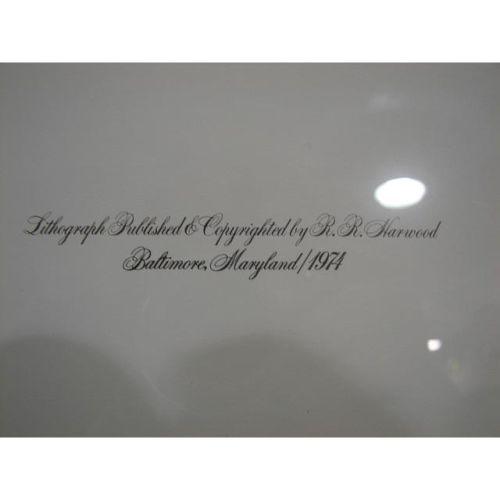 Lithograph Published & Copyrighted by R. R. Harwood
Baltimore, Maryland/1974